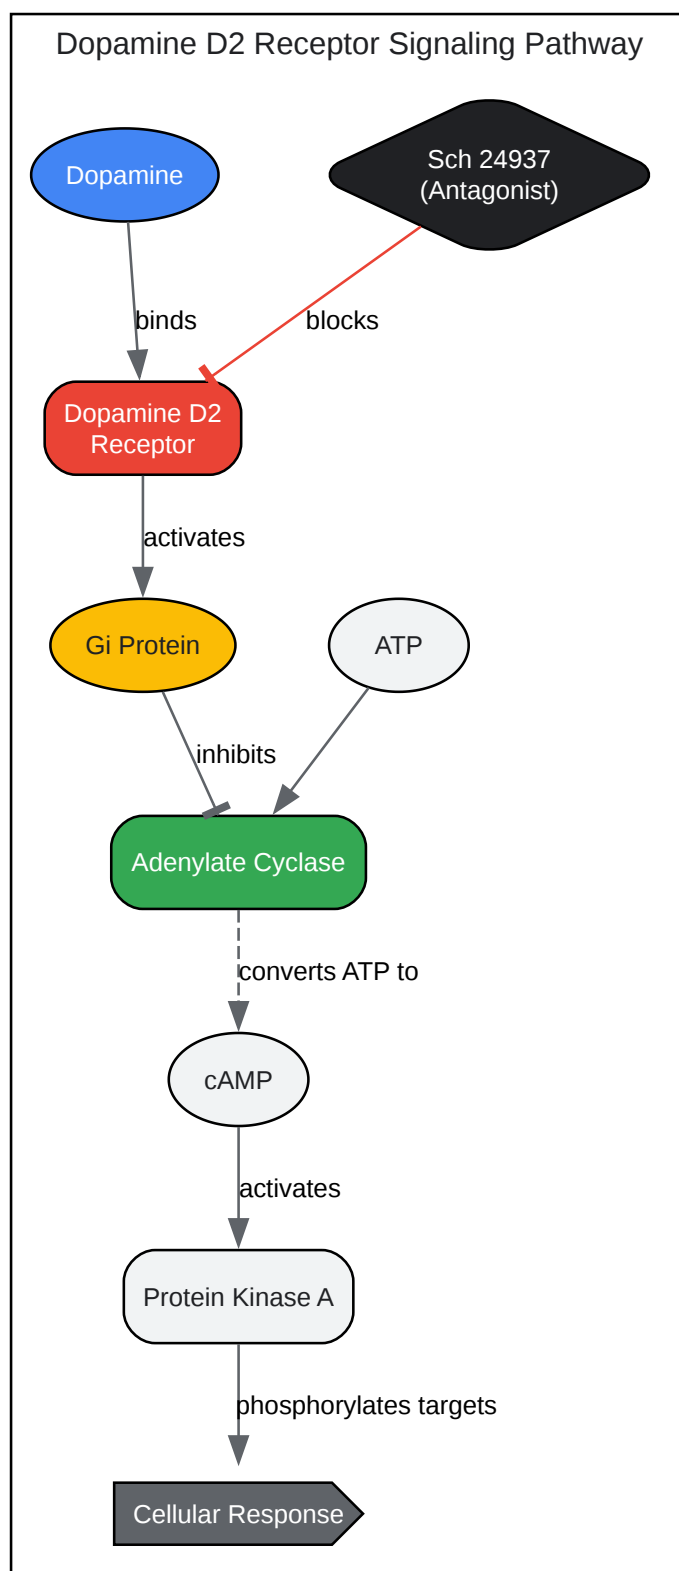 Dopamine D2 Receptor Signaling Pathway
Dopamine
Sch 24937
(Antagonist)
binds
blocks
Dopamine D2
Receptor
activates
Gi Protein
ATP
inhibits
Adenylate Cyclase
converts ATP to
cAMP
activates
Protein Kinase A
phosphorylates targets
Cellular Response